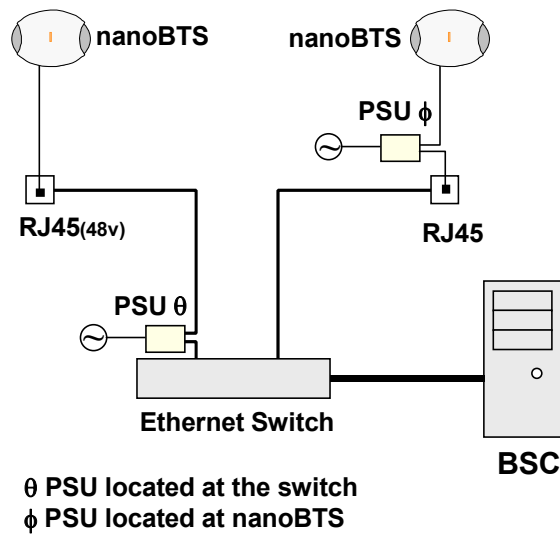 nanoBTS
nanoBTS
PSU ϕ
RJ45(48v)
RJ45
PSU θ
Ethernet Switch
BSC
θ PSU located at the switch
ϕ PSU located at nanoBTS